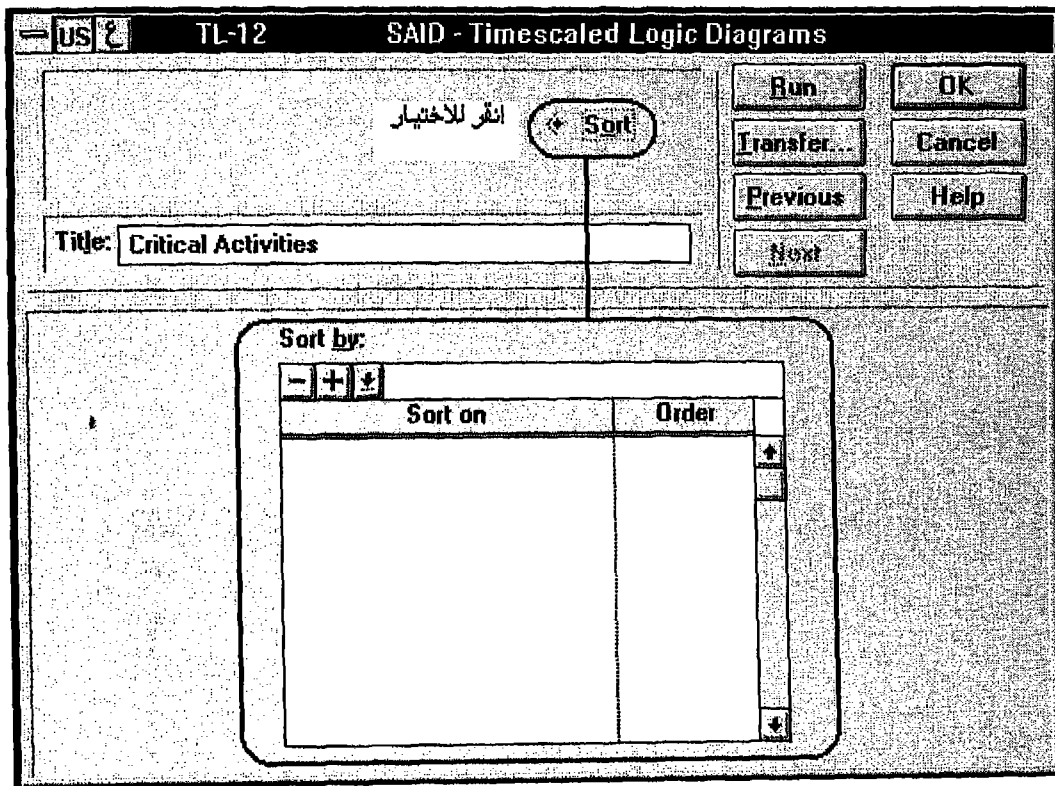 US ع TL-12 SAID - Timescaled Logic Diagrams
Run OK
انقر للاختيار Sort
Transfer... Cancel
Previous Help
Title: Critical Activities
Next
Sort by:
Sort on Order